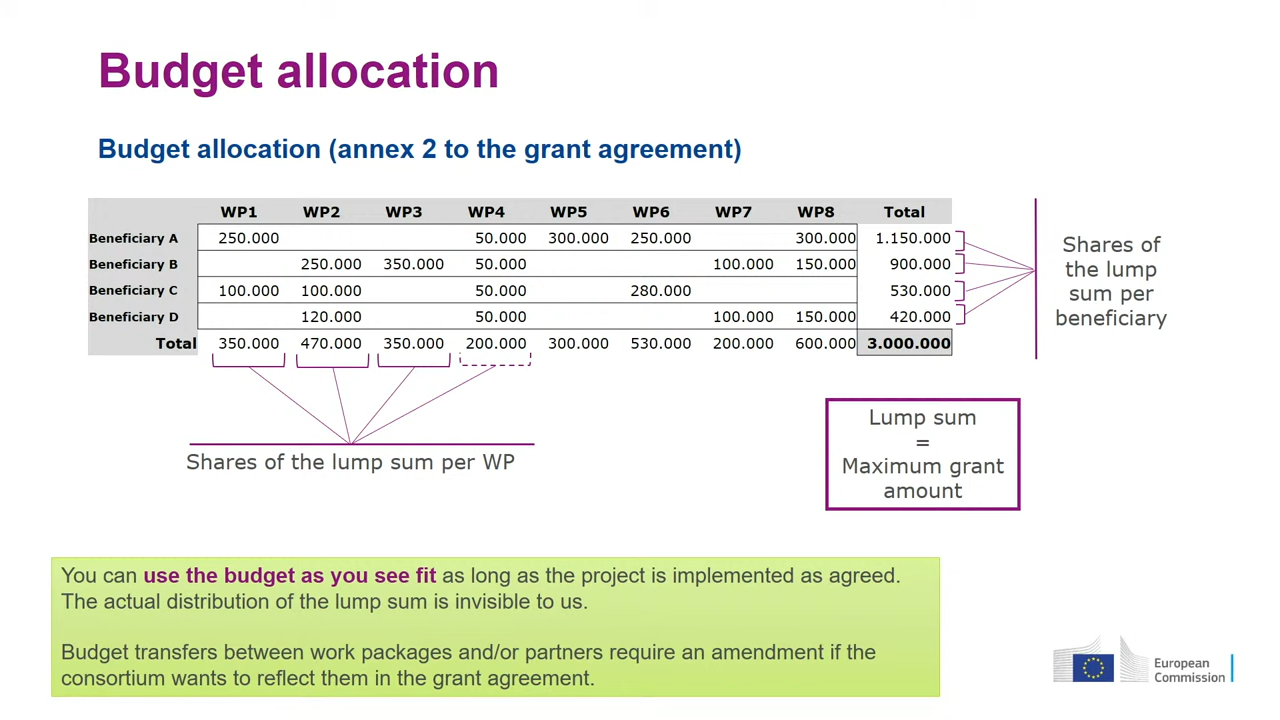 Budget allocation
Budget allocation (annex 2 to the grant agreement)
WP1 WP2 WP3 WP4 WP5 WP6 WP7 WP8 Total
Beneficiary A 250.000 50.000 300.000 250.000 300.000 1.150.000
Beneficiary B 250.000 350.000 50.000 100.000 150.000 900.000
Beneficiary C 100.000 100.000 50.000 280.000 530.000
Beneficiary D 120.000 50.000 100.000 150.000 420.000
Total 350.000 470.000 350.000 200.000 300.000 530.000 200.000 600.000 3.000.000
Shares of
the lump
sum per
beneficiary
Shares of the lump sum per WP
Lump sum
=
Maximum grant
amount
You can use the budget as you see fit as long as the project is implemented as agreed.
The actual distribution of the lump sum is invisible to us.
Budget transfers between work packages and/or partners require an amendment if the
consortium wants to reflect them in the grant agreement.
European
Commission